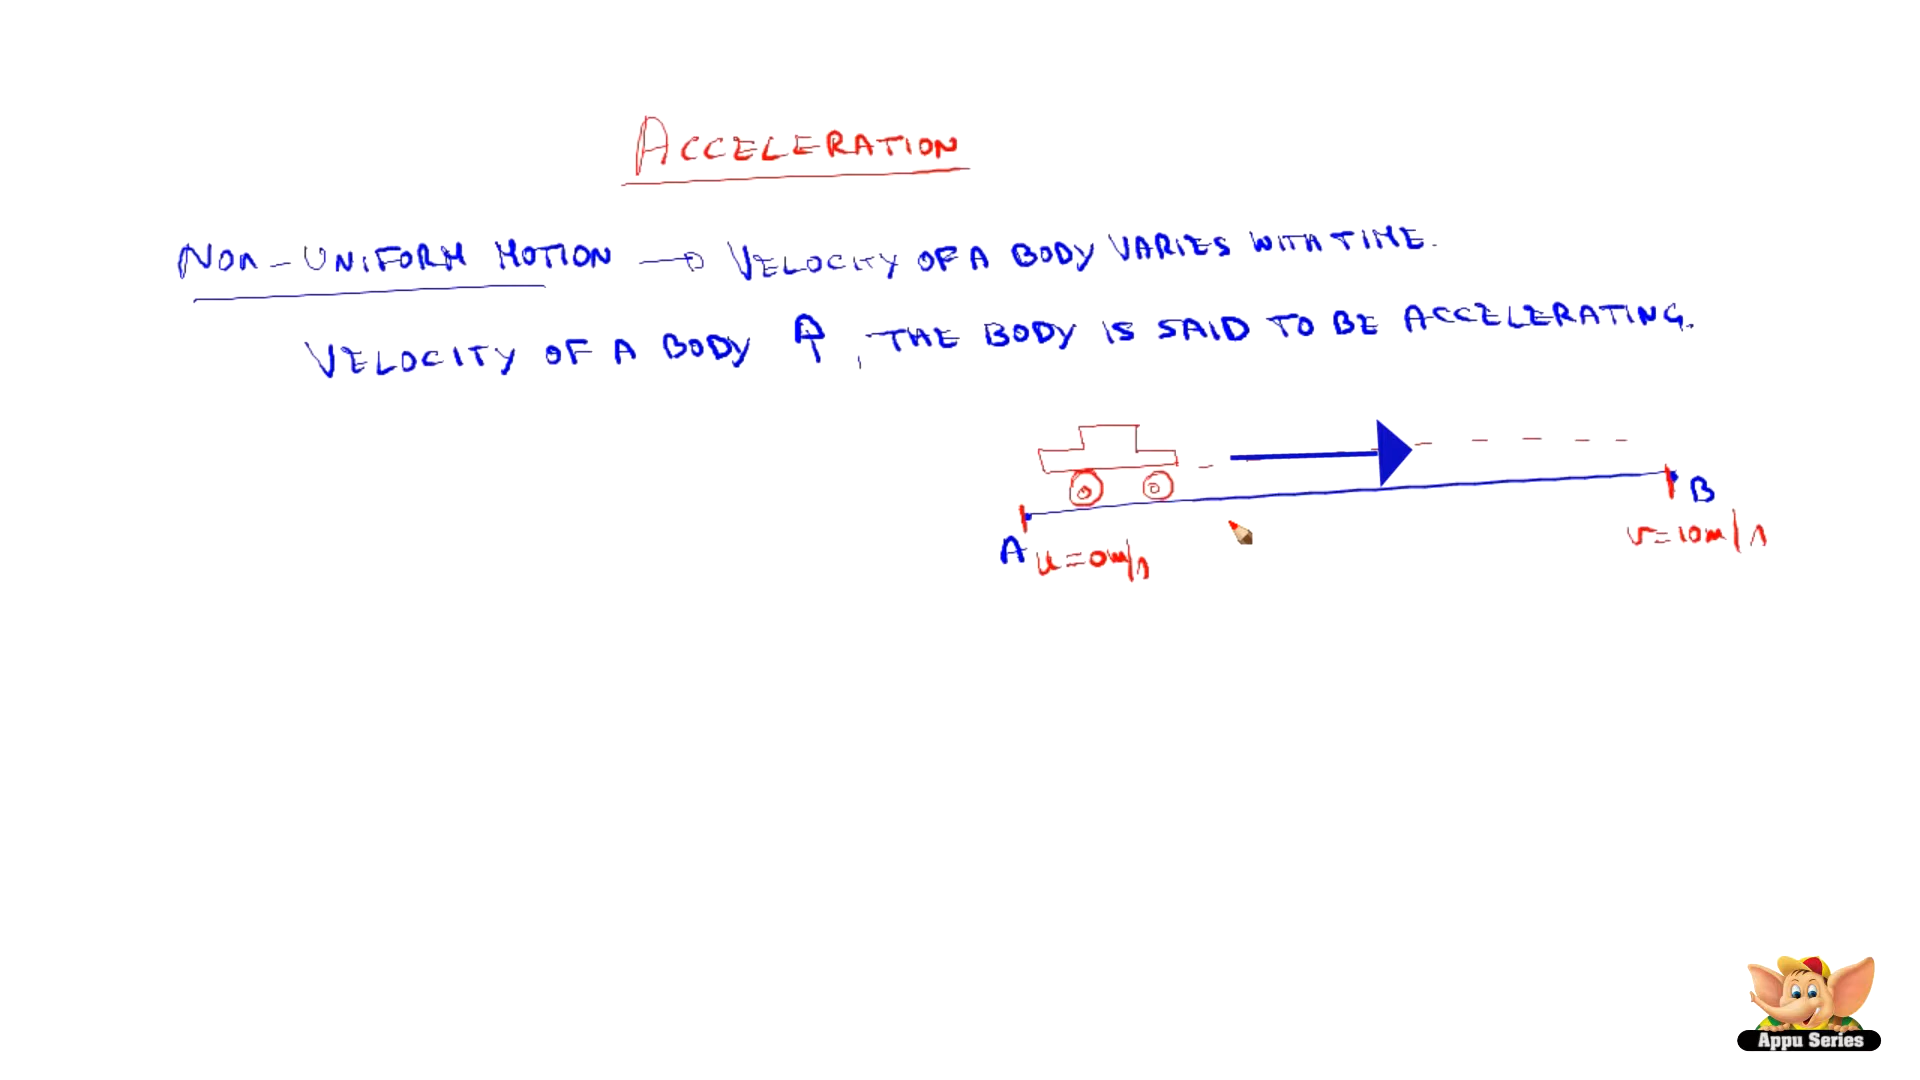 ACCELERATION
NON-UNIFORM MOTION → VELOCITY OF A BODY VARIES WITH TIME.
VELOCITY OF A BODY ↑, THE BODY IS SAID TO BE ACCELERATING.
A u=0m/s
B
v=10m/s
Appu Series